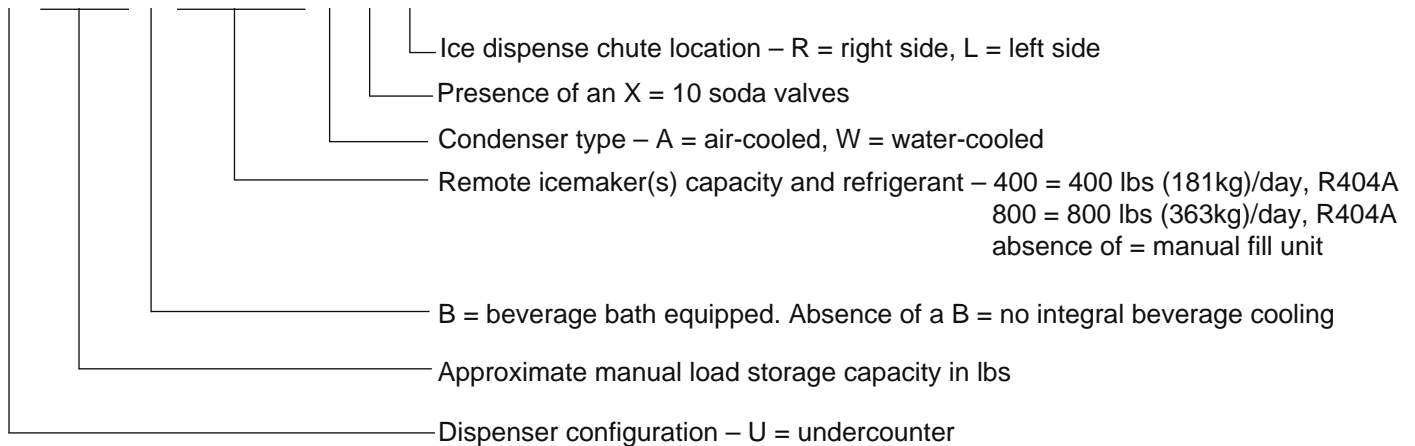 Ice dispense chute location – R = right side, L = left side
Presence of an X = 10 soda valves
Condenser type – A = air-cooled, W = water-cooled
Remote icemaker(s) capacity and refrigerant – 400 = 400 lbs (181kg)/day, R404A
800 = 800 lbs (363kg)/day, R404A
absence of = manual fill unit
B = beverage bath equipped. Absence of a B = no integral beverage cooling
Approximate manual load storage capacity in lbs
Dispenser configuration – U = undercounter